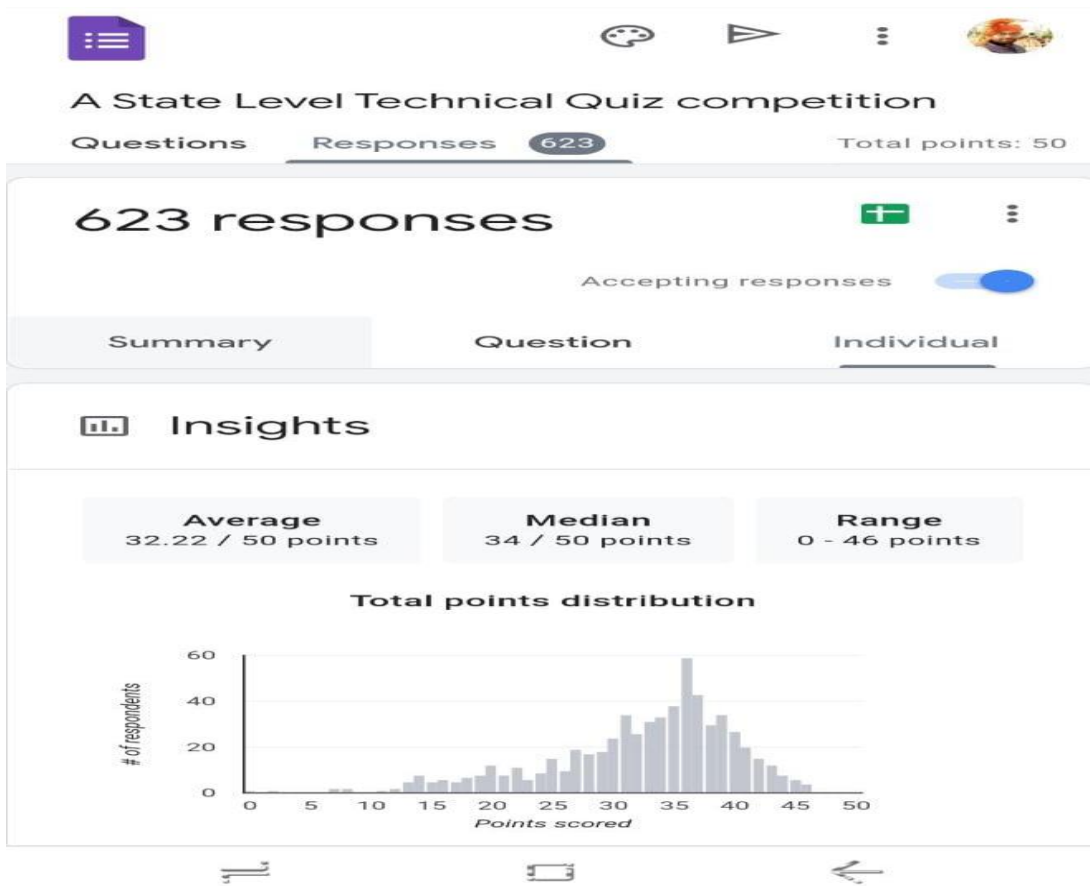 A State Level Technical Quiz competition
Questions Responses 623 Total points: 50
623 responses
Accepting responses
Summary Question Individual
Insights
Average Median Range
32.22 / 50 points 34 / 50 points 0 - 46 points
Total points distribution
# of respondents
60
40
20
0
0 5 10 15 20 25 30 35 40 45 50
Points scored